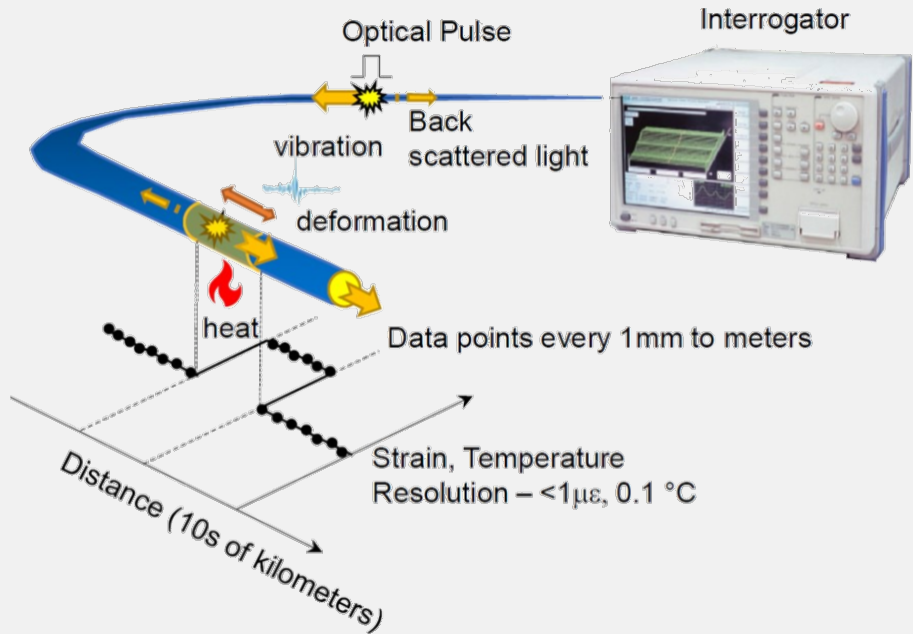 Interrogator
Optical Pulse
Back
scattered light
vibration
deformation
heat
Data points every 1mm to meters
Strain, Temperature
Resolution – <1με, 0.1 °C
Distance (10s of kilometers)